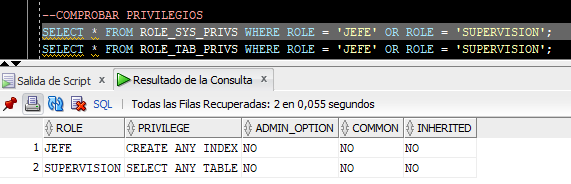 --COMPROBAR PRIVILEGIOS
SELECT * FROM ROLE_SYS_PRIVS WHERE ROLE = 'JEFE' OR ROLE = 'SUPERVISION';
SELECT * FROM ROLE_TAB_PRIVS WHERE ROLE = 'JEFE' OR ROLE = 'SUPERVISION';
Salida de Script x Resultado de la Consulta x
SQL | Todas las Filas Recuperadas: 2 en 0,055 segundos
ROLE PRIVILEGE ADMIN_OPTION COMMON INHERITED
1 JEFE CREATE ANY INDEX NO NO NO
2 SUPERVISION SELECT ANY TABLE NO NO NO